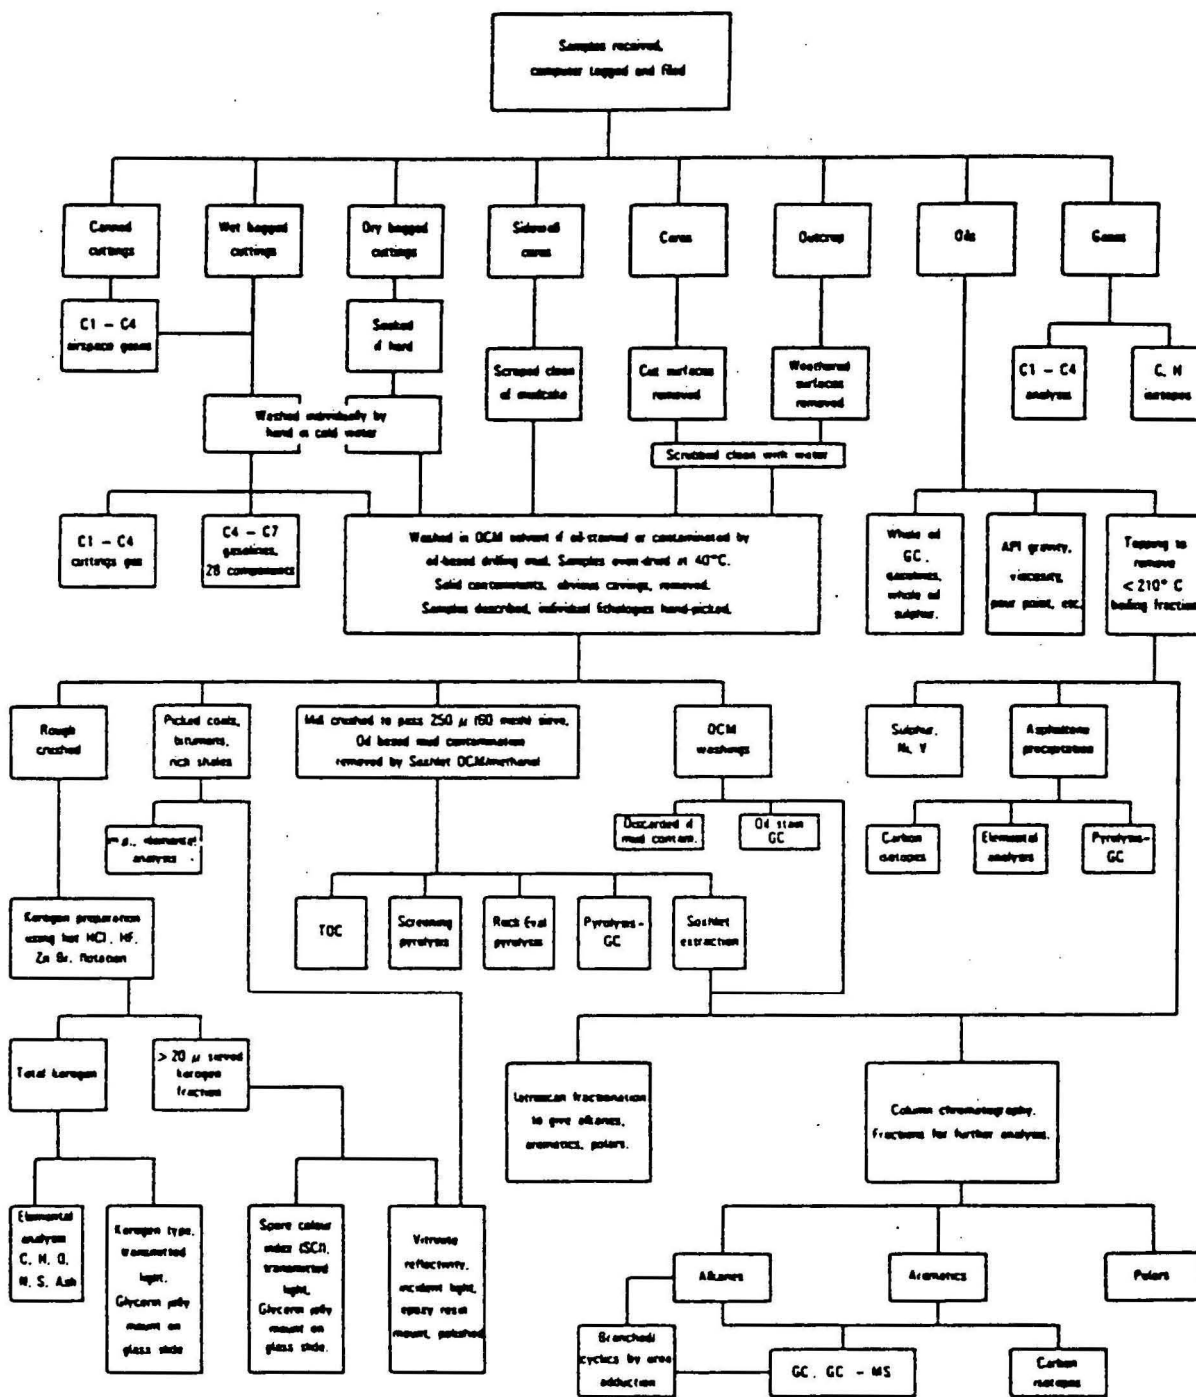 Samples received,
computer logged and filed
Canned
cuttings
Wet bagged
cuttings
Dry bagged
cuttings
Sidewall
cores
Cores
Outcrop
Oils
Gases
C1 – C4
airspace gases
Soaked
if hard
Scraped clean
of mudcake
Cut surfaces
removed
Weathered
surfaces
removed
C1 – C4
analysis
C, H
isotopes
Washed individually by
hand in cold water
Scrubbed clean with water
C1 – C4
cuttings gas
C4 – C7
gasolines,
28 components
Washed in DCM solvent if oil-stained or contaminated by
oil-based drilling mud. Samples oven-dried at 40°C.
Solid contaminants, obvious cavings, removed.
Samples described, individual lithologies hand-picked.
Whole oil
GC,
gasolines,
whole oil
sulphur.
API gravity,
viscosity,
pour point, etc.
Topping to
remove
< 210° C
boiling fraction
Rough
crushed
Picked coals,
bitumens,
rich shales
Mill crushed to pass 250 μ (60 mesh) sieve,
Oil based mud contamination
removed by Soxhlet DCM/methanol
DCM
washings
Sulphur,
Ni, V
Asphaltene
precipitation
elemental
analysis
Discarded if
mud contam.
Oil stain
GC
Carbon
isotopes
Elemental
analysis
Pyrolysis-
GC
Kerogen preparation
using hot HCl, HF,
Zn Br, flotation
TOC
Screening
pyrolysis
Rock Eval
pyrolysis
Pyrolysis-
GC
Soxhlet
extraction
Total kerogen
> 20 μ sieved
kerogen
fraction
Iatroscan fractionation
to give alkanes,
aromatics, polars.
Column chromatography.
Fractions for further analysis.
Elemental
analysis
C, H, O,
N, S, Ash
Kerogen type,
transmitted
light,
Glycerin jelly
mount on
glass slide
Spore colour
index (SCI),
transmitted
light,
Glycerin jelly
mount on
glass slide.
Vitrinite
reflectivity,
incident light,
epoxy resin
mount, polished
Alkanes
Aromatics
Polars
Branched/
cyclics by urea
adduction
GC, GC – MS
Carbon
isotopes